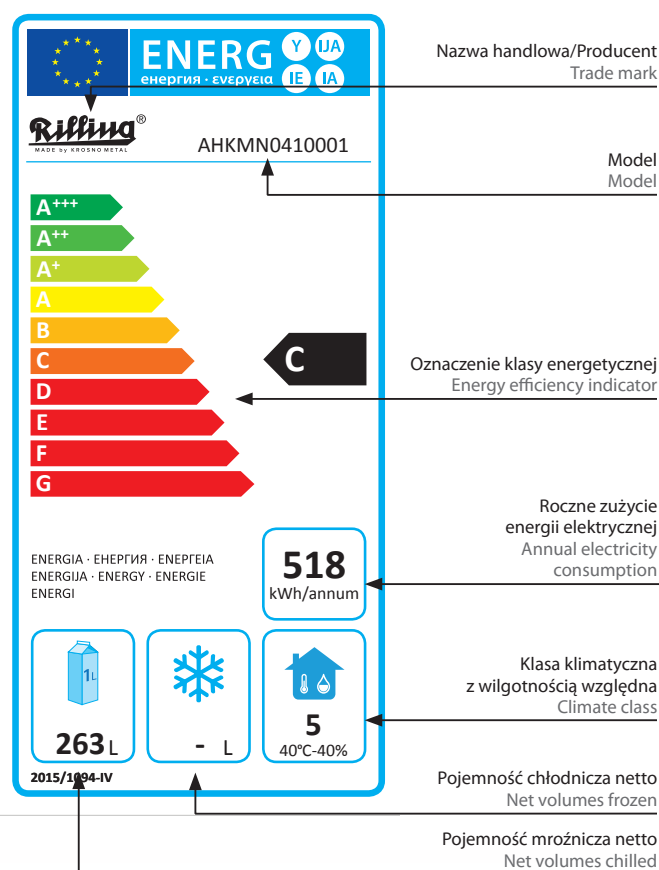 ENERG Y IJA
енергия · ενεργεια IE IA
Rilling®
MADE by KROSNO METAL
AHKMN0410001
A+++
A++
A+
A
B
C
D
E
F
G
C
ENERGIA · ЕНЕРГИЯ · ΕΝΕΡΓΕΙΑ
ENERGIJA · ENERGY · ENERGIE
ENERGI
518
kWh/annum
1L
263 L
- L
5
40°C-40%
2015/1094-IV
Nazwa handlowa/Producent
Trade mark
Model
Model
Oznaczenie klasy energetycznej
Energy efficiency indicator
Roczne zużycie
energii elektrycznej
Annual electricity
consumption
Klasa klimatyczna
z wilgotnością względna
Climate class
Pojemność chłodnicza netto
Net volumes frozen
Pojemność mroźnicza netto
Net volumes chilled